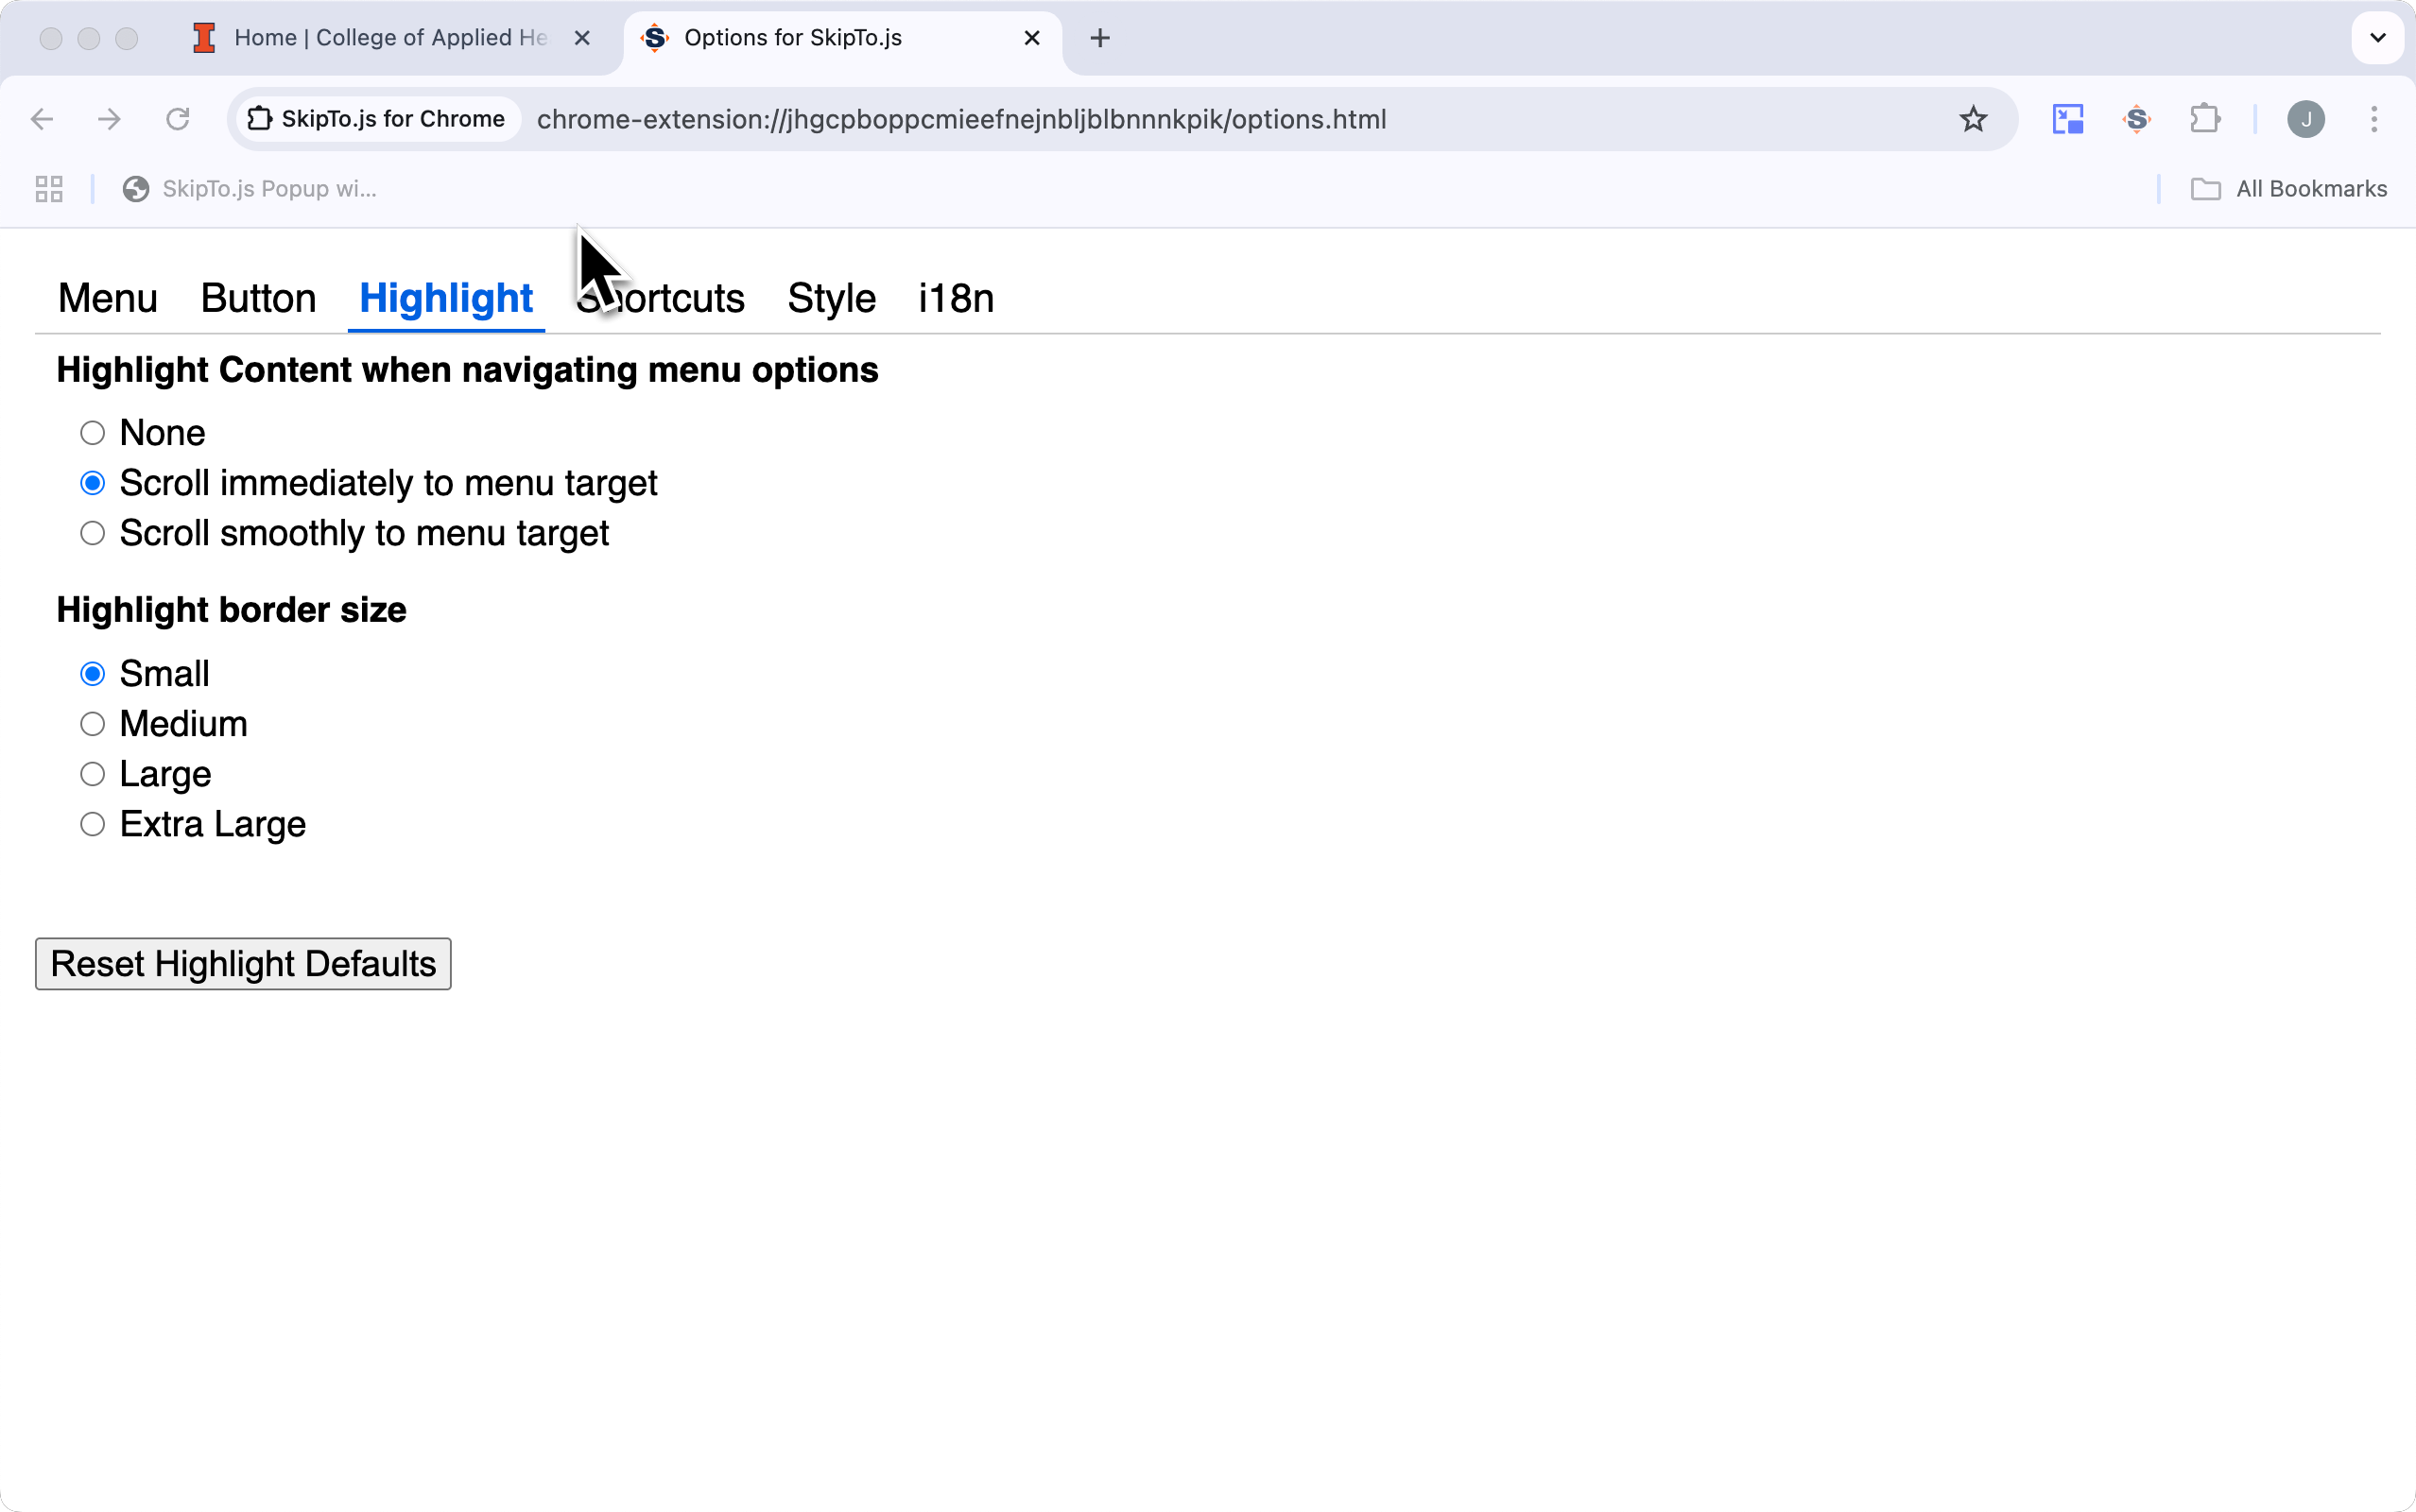 Home | College of Applied He
Options for SkipTo.js
SkipTo.js for Chrome
chrome-extension://jhgcpboppcmieefnejnbljblbnnnkpik/options.html
J
SkipTo.js Popup wi...
All Bookmarks
Menu Button Highlight Shortcuts Style i18n
Highlight Content when navigating menu options
None
Scroll immediately to menu target
Scroll smoothly to menu target
Highlight border size
Small
Medium
Large
Extra Large
Reset Highlight Defaults